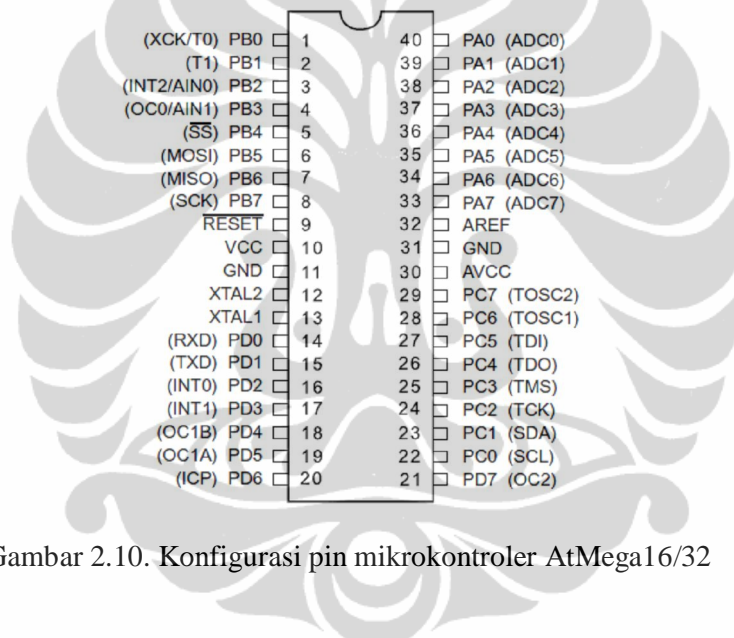 (XCK/T0) PB0 1 40 PA0 (ADC0)
(T1) PB1 2 39 PA1 (ADC1)
(INT2/AIN0) PB2 3 38 PA2 (ADC2)
(OC0/AIN1) PB3 4 37 PA3 (ADC3)
(SS) PB4 5 36 PA4 (ADC4)
(MOSI) PB5 6 35 PA5 (ADC5)
(MISO) PB6 7 34 PA6 (ADC6)
(SCK) PB7 8 33 PA7 (ADC7)
RESET 9 32 AREF
VCC 10 31 GND
GND 11 30 AVCC
XTAL2 12 29 PC7 (TOSC2)
XTAL1 13 28 PC6 (TOSC1)
(RXD) PD0 14 27 PC5 (TDI)
(TXD) PD1 15 26 PC4 (TDO)
(INT0) PD2 16 25 PC3 (TMS)
(INT1) PD3 17 24 PC2 (TCK)
(OC1B) PD4 18 23 PC1 (SDA)
(OC1A) PD5 19 22 PC0 (SCL)
(ICP) PD6 20 21 PD7 (OC2)
Gambar 2.10. Konfigurasi pin mikrokontroler AtMega16/32